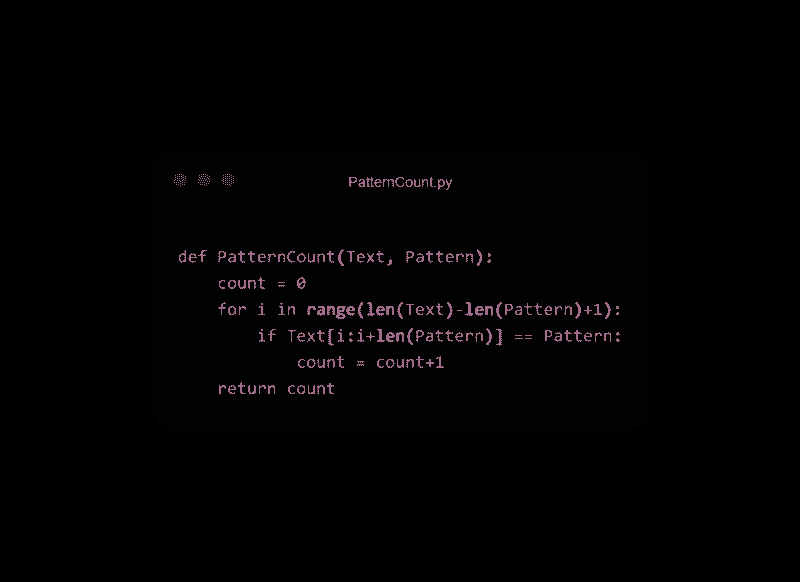 PatternCount.py
def PatternCount(Text, Pattern):
    count = 0
    for i in range(len(Text)-len(Pattern)+1):
        if Text[i:i+len(Pattern)] == Pattern:
            count = count+1
    return count